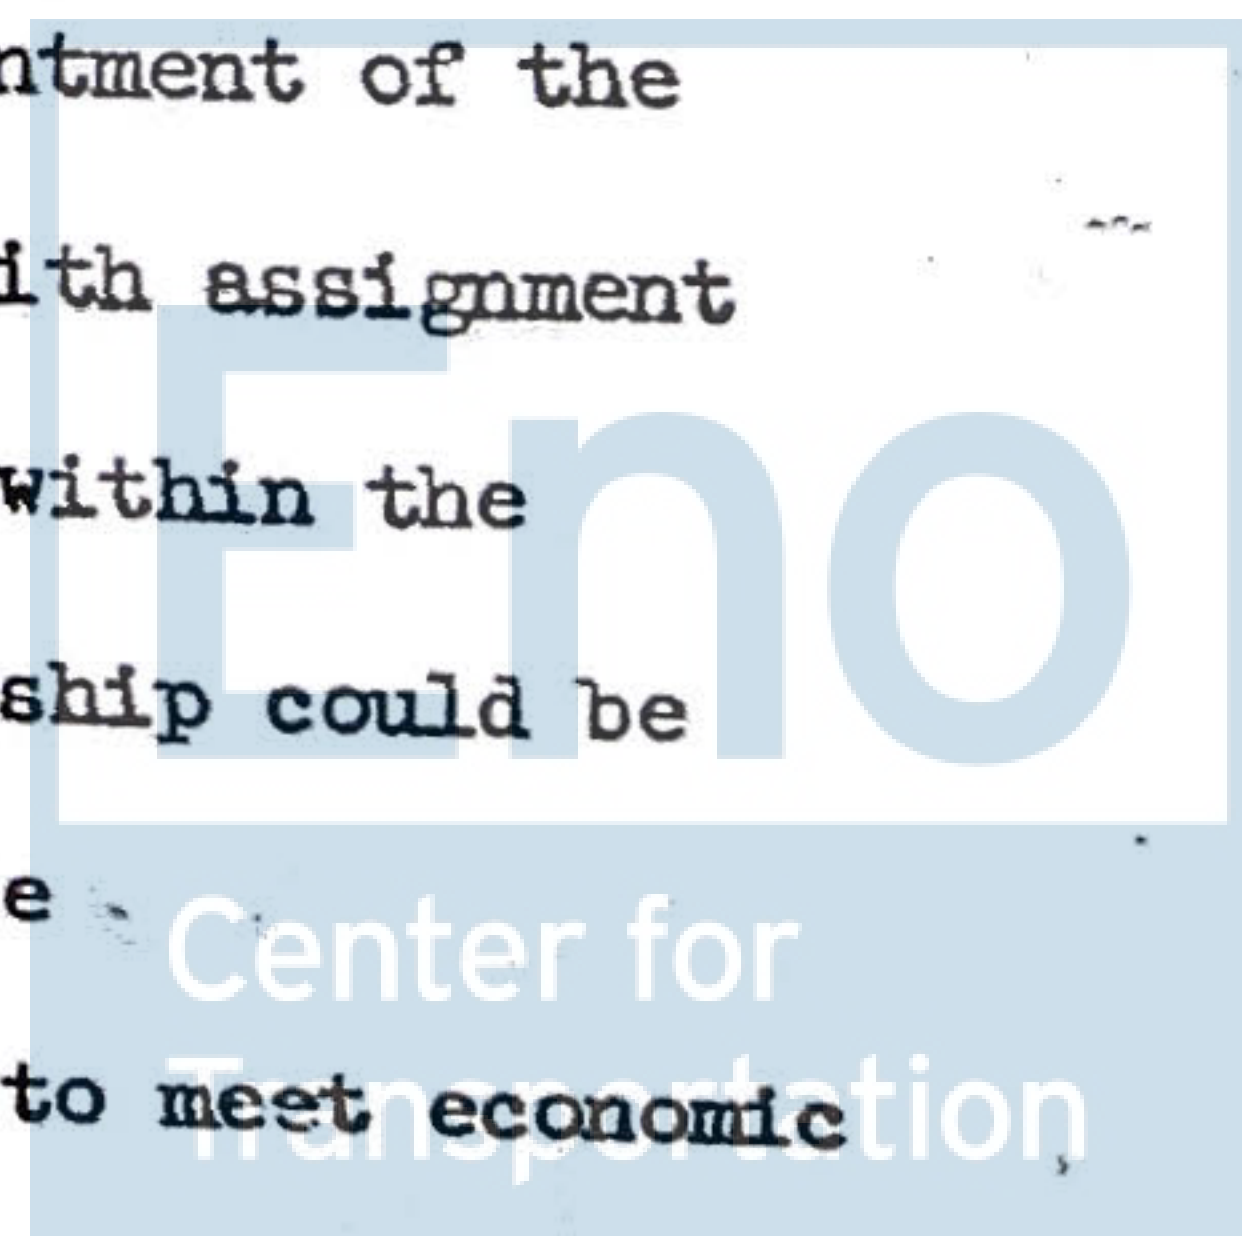 ntment of the
ith assignment
within the
Eno
ship could be
e
Center for
to meet economic
Transportation